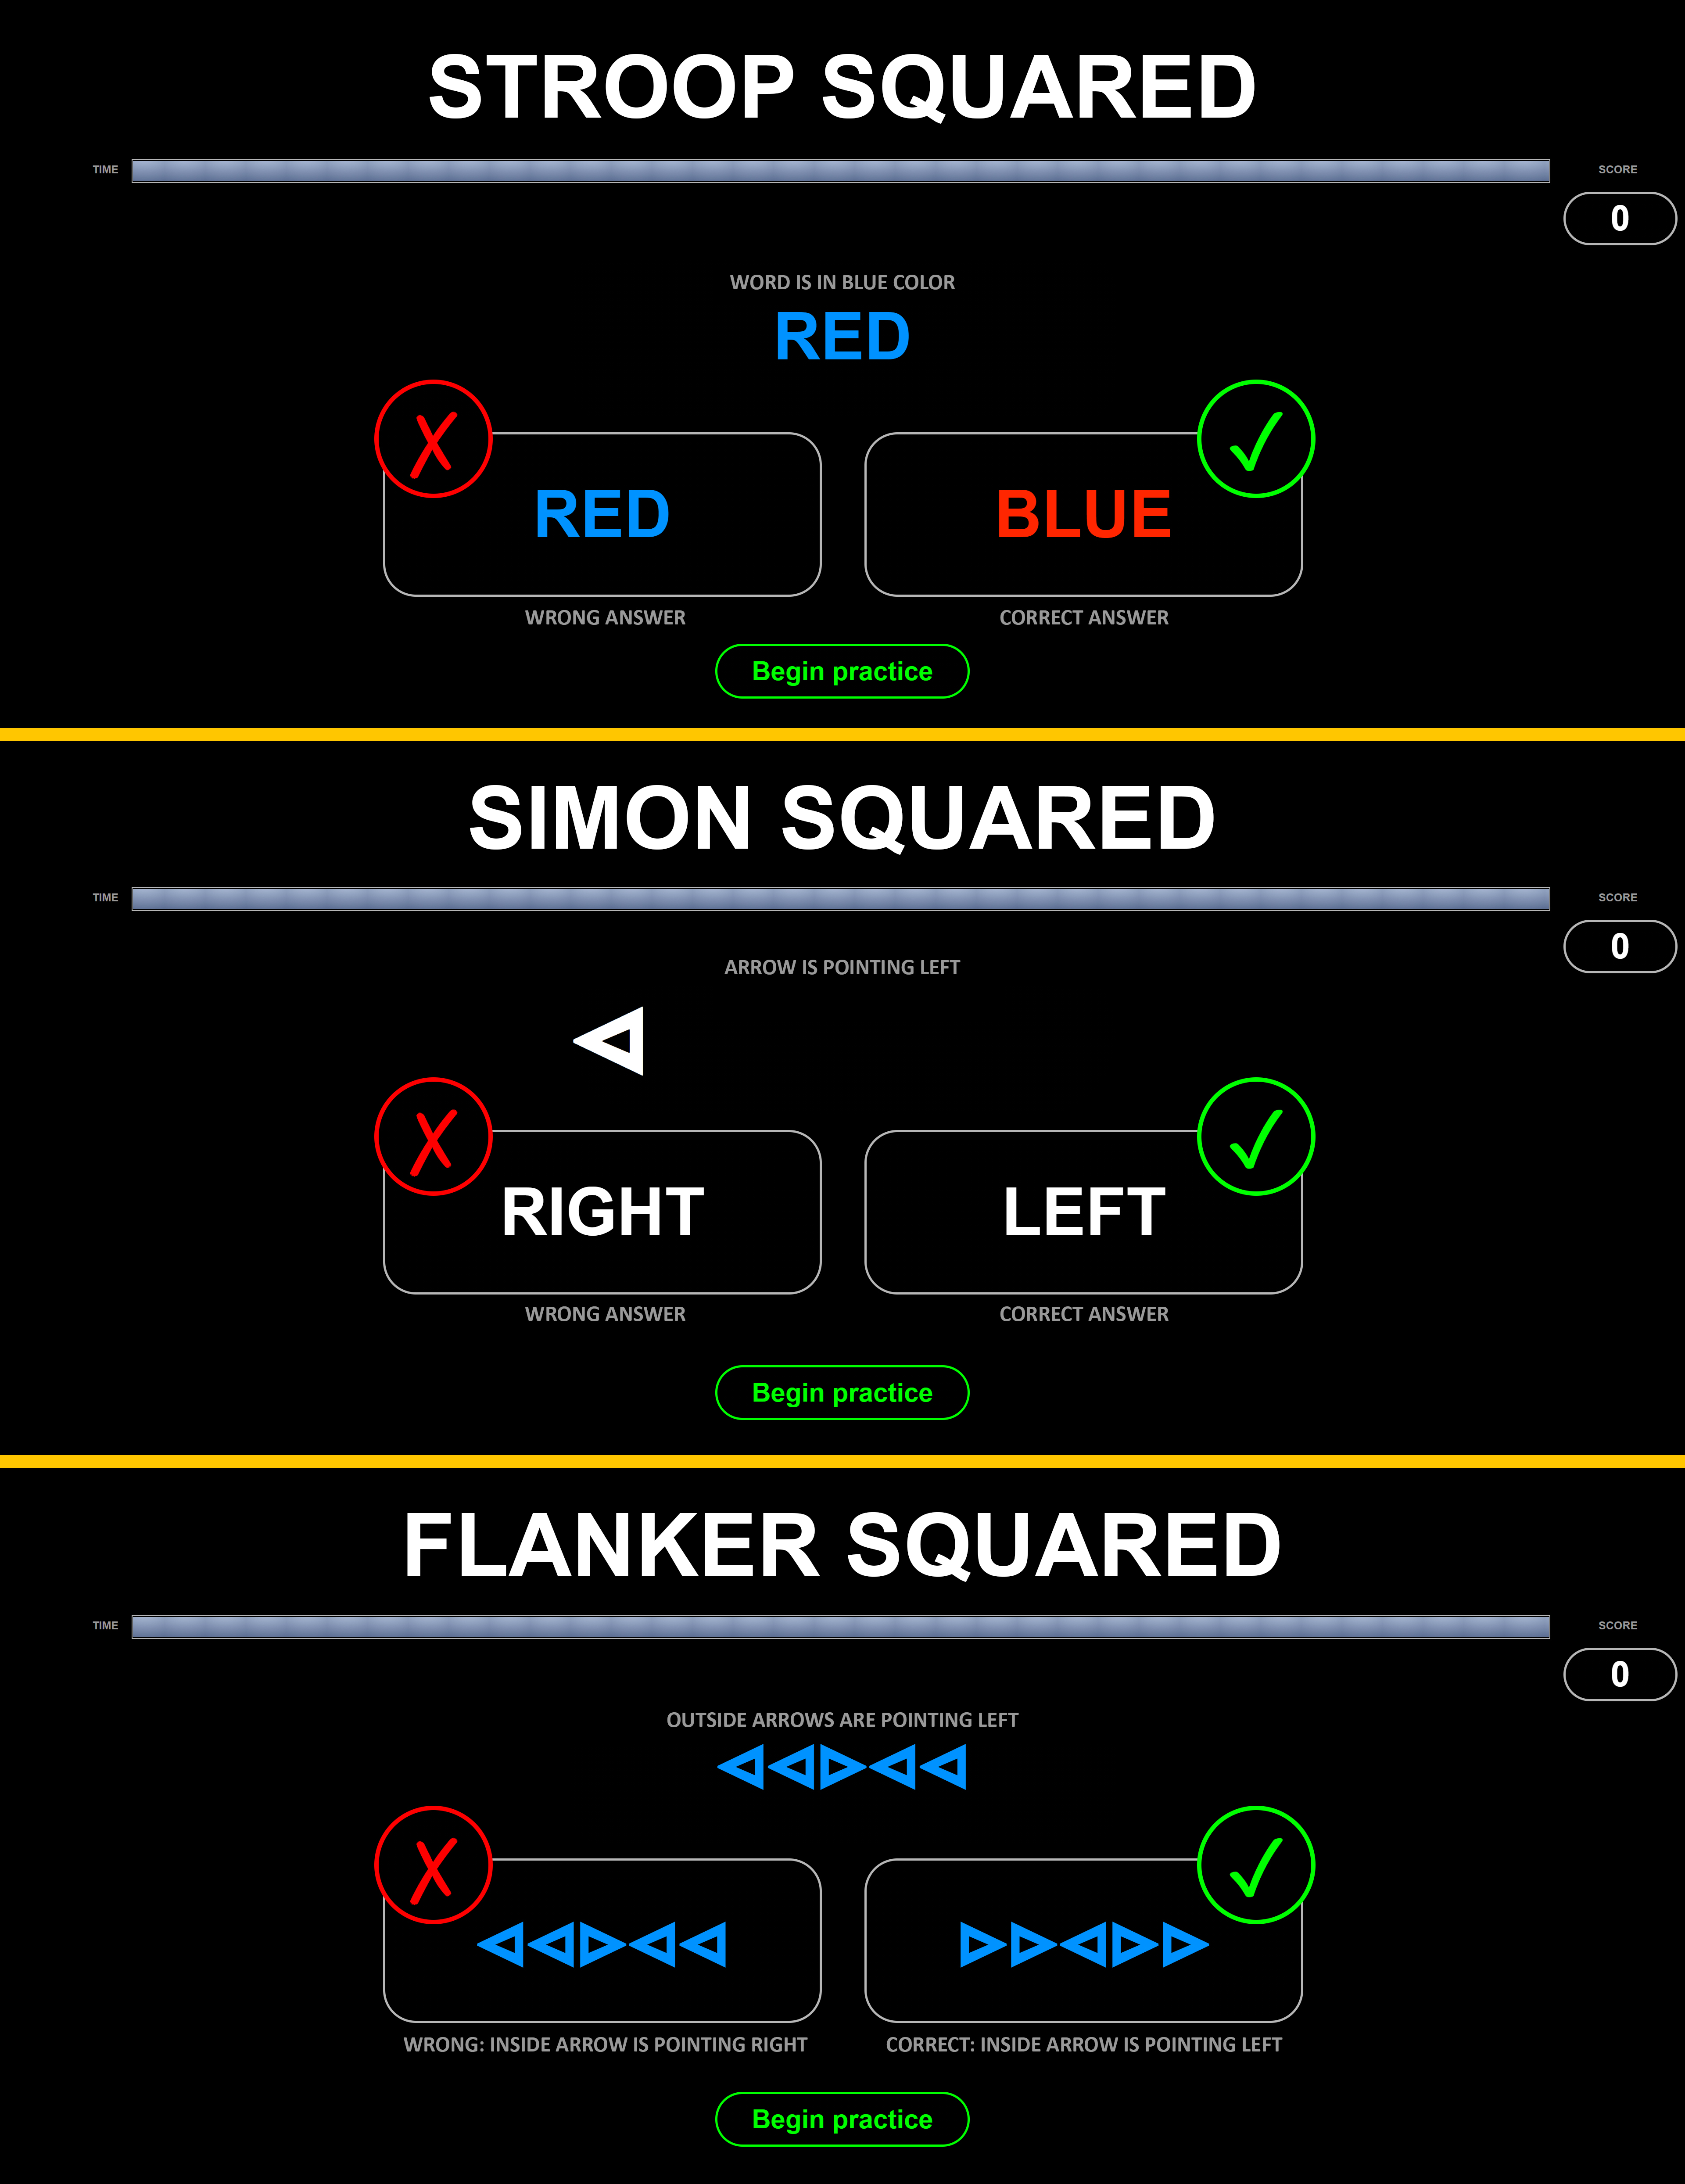 STROOP SQUARED
TIME
SCORE
0
WORD IS IN BLUE COLOR
RED
RED
BLUE
WRONG ANSWER
CORRECT ANSWER
Begin practice
SIMON SQUARED
TIME
SCORE
0
ARROW IS POINTING LEFT
RIGHT
LEFT
WRONG ANSWER
CORRECT ANSWER
Begin practice
FLANKER SQUARED
TIME
SCORE
0
OUTSIDE ARROWS ARE POINTING LEFT
WRONG: INSIDE ARROW IS POINTING RIGHT
CORRECT: INSIDE ARROW IS POINTING LEFT
Begin practice